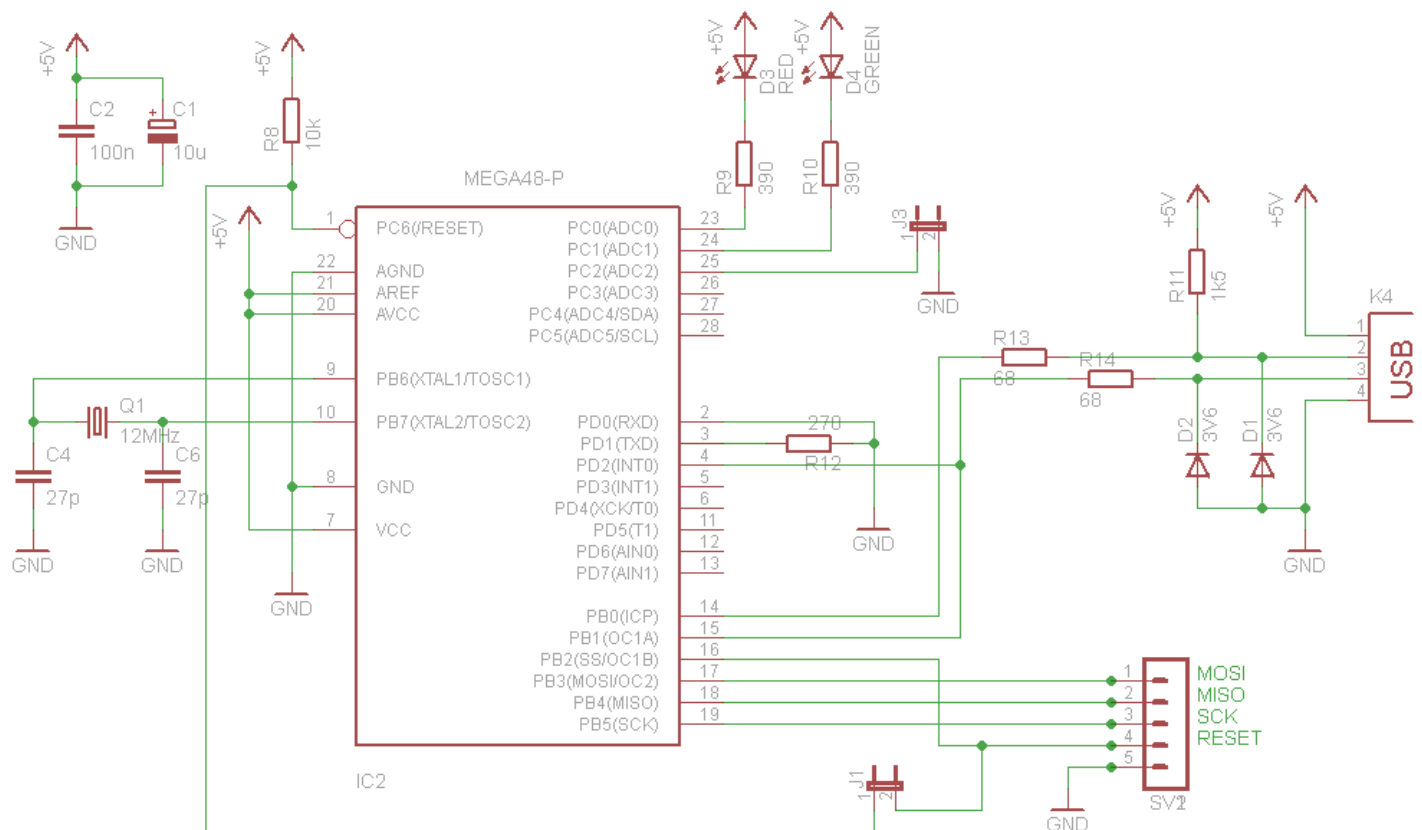 +5V
C2
100n
C1
10u
+
GND
+5V
R8
10k
+5V
D3
RED
R9
390
+5V
D4
GREEN
R10
390
MEGA48-P
+5V
1 PC6(/RESET)
22 AGND
21 AREF
20 AVCC
9 PB6(XTAL1/TOSC1)
10 PB7(XTAL2/TOSC2)
8 GND
7 VCC
PC0(ADC0) 23
PC1(ADC1) 24
PC2(ADC2) 25
PC3(ADC3) 26
PC4(ADC4/SDA) 27
PC5(ADC5/SCL) 28
PD0(RXD) 2
PD1(TXD) 3
PD2(INT0) 4
PD3(INT1) 5
PD4(XCK/T0) 6
PD5(T1) 11
PD6(AIN0) 12
PD7(AIN1) 13
PB0(ICP) 14
PB1(OC1A) 15
PB2(SS/OC1B) 16
PB3(MOSI/OC2) 17
PB4(MISO) 18
PB5(SCK) 19
IC2
Q1
12MHz
C4
27p
C6
27p
GND
GND
GND
J3
1
2
GND
270
R12
GND
R13
68
R14
68
+5V
R11
1k5
+5V
K4
1
2
3
4
USB
D2
3V6
D1
3V6
GND
1 MOSI
2 MISO
3 SCK
4 RESET
5
GND
J1
1
2